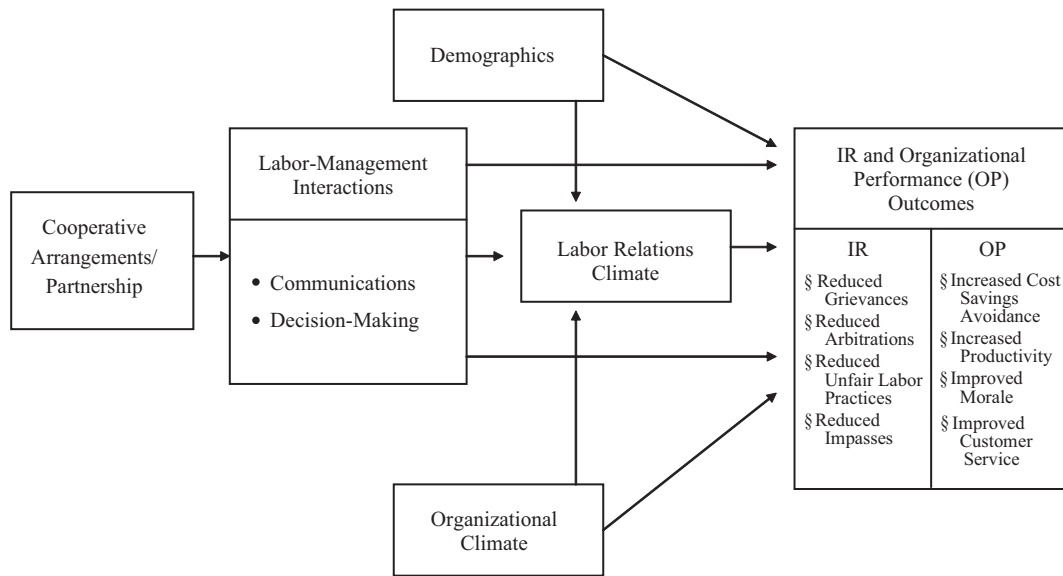 Demographics
Labor-Management
Interactions
• Communications
• Decision-Making
Cooperative
Arrangements/
Partnership
Labor Relations
Climate
Organizational
Climate
IR and Organizational
Performance (OP)
Outcomes
IR
§ Reduced
Grievances
§ Reduced
Arbitrations
§ Reduced
Unfair Labor
Practices
§ Reduced
Impasses
OP
§ Increased Cost
Savings
Avoidance
§ Increased
Productivity
§ Improved
Morale
§ Improved
Customer
Service